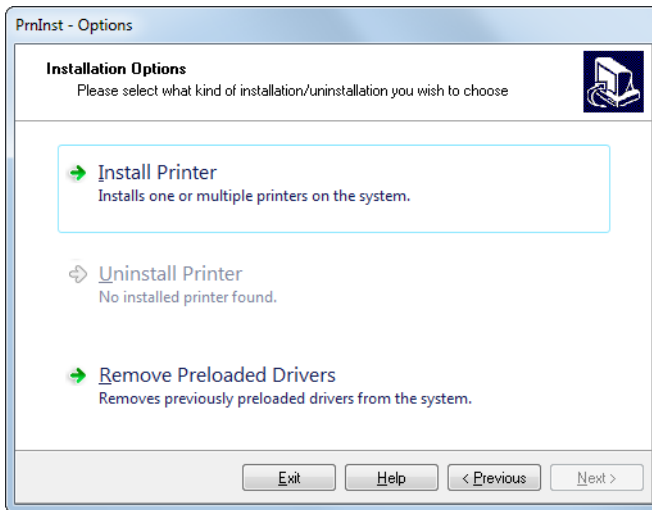 PrnInst - Options
Installation Options
Please select what kind of installation/uninstallation you wish to choose
Install Printer
Installs one or multiple printers on the system.
Uninstall Printer
No installed printer found.
Remove Preloaded Drivers
Removes previously preloaded drivers from the system.
Exit Help < Previous Next >